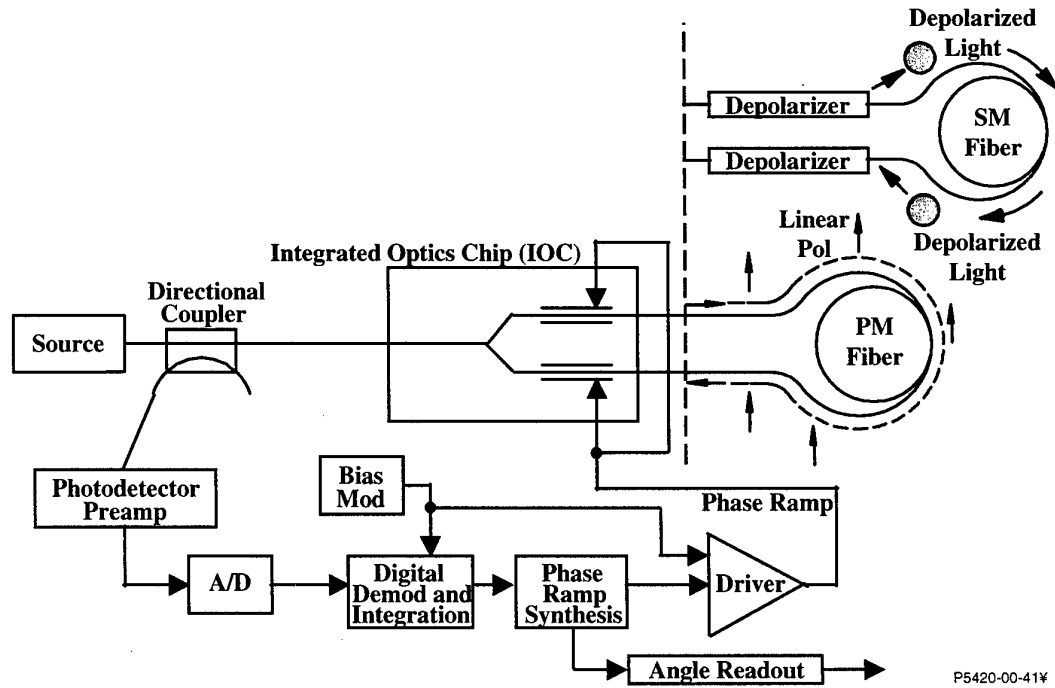 Depolarized
Light
Depolarizer
SM
Fiber
Depolarizer
Linear
Pol
Depolarized
Light
Integrated Optics Chip (IOC)
Directional
Coupler
Source
PM
Fiber
Photodetector
Preamp
Bias
Mod
Phase Ramp
A/D
Digital
Demod and
Integration
Phase
Ramp
Synthesis
Driver
Angle Readout
P5420-00-41¥